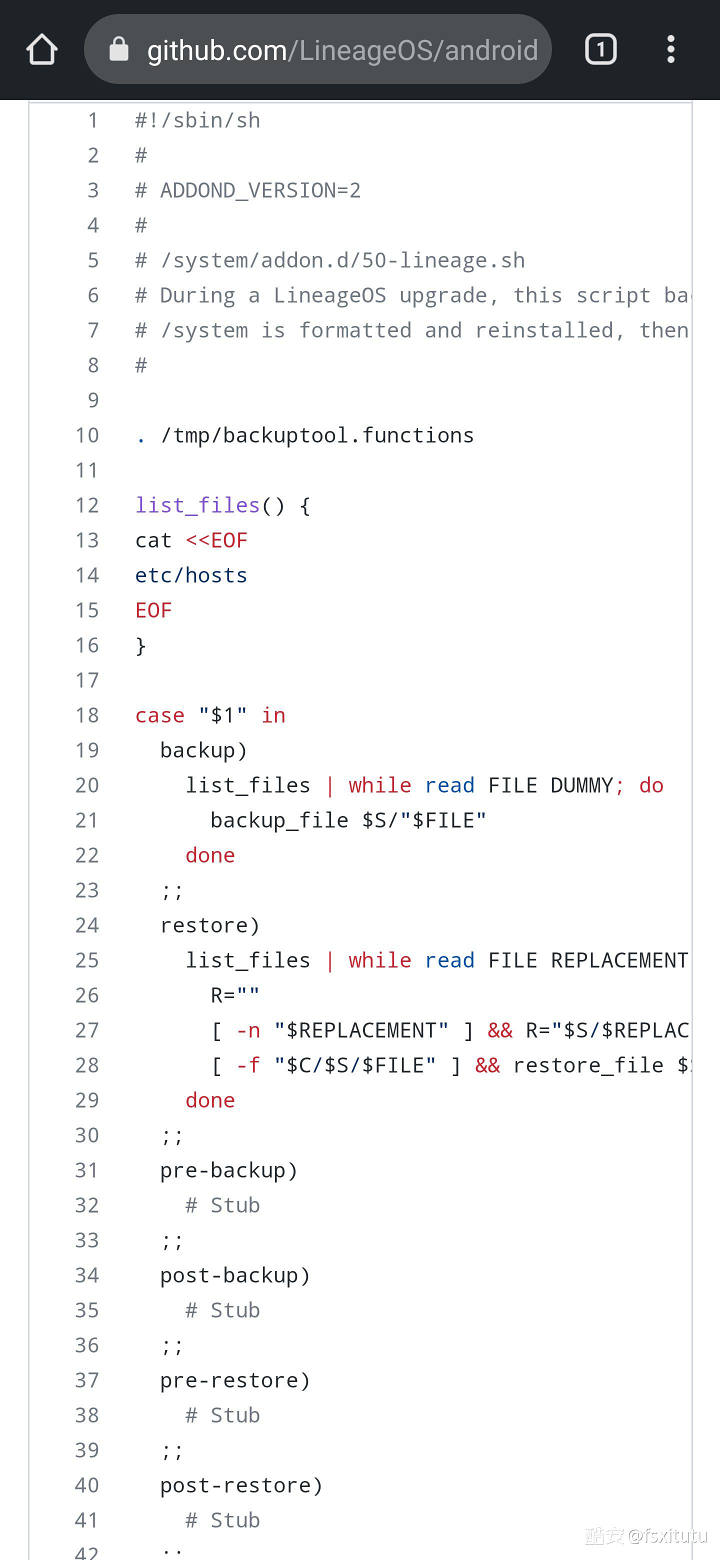 github.com/LineageOS/android
1
1 #!/sbin/sh
2 #
3 # ADDOND_VERSION=2
4 #
5 # /system/addon.d/50-lineage.sh
6 # During a LineageOS upgrade, this script ba
7 # /system is formatted and reinstalled, then
8 #
9
10 . /tmp/backuptool.functions
11
12 list_files() {
13 cat <<EOF
14 etc/hosts
15 EOF
16 }
17
18 case "$1" in
19   backup)
20     list_files | while read FILE DUMMY; do
21       backup_file $S/"$FILE"
22     done
23   ;;
24   restore)
25     list_files | while read FILE REPLACEMENT
26       R=""
27       [ -n "$REPLACEMENT" ] && R="$S/$REPLAC
28       [ -f "$C/$S/$FILE" ] && restore_file $
29     done
30   ;;
31   pre-backup)
32     # Stub
33   ;;
34   post-backup)
35     # Stub
36   ;;
37   pre-restore)
38     # Stub
39   ;;
40   post-restore)
41     # Stub
42   ;;
酷安 @fsxitutu